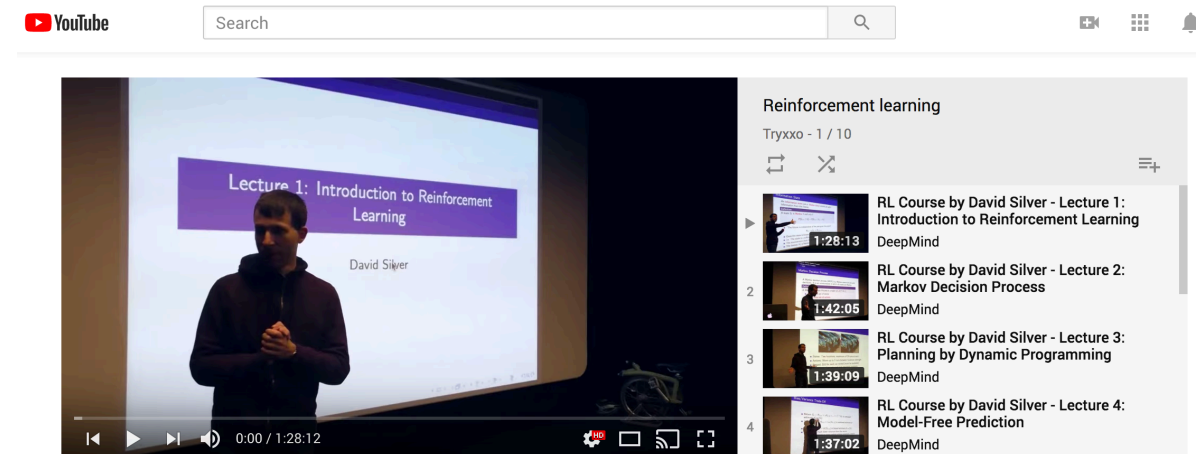 YouTube
Search
Lecture 1: Introduction to Reinforcement
Learning
David Silver
0:00 / 1:28:12
HD
Reinforcement learning
Tryxxo - 1 / 10
1:28:13
RL Course by David Silver - Lecture 1:
Introduction to Reinforcement Learning
DeepMind
2
1:42:05
RL Course by David Silver - Lecture 2:
Markov Decision Process
DeepMind
3
1:39:09
RL Course by David Silver - Lecture 3:
Planning by Dynamic Programming
DeepMind
4
1:37:02
RL Course by David Silver - Lecture 4:
Model-Free Prediction
DeepMind